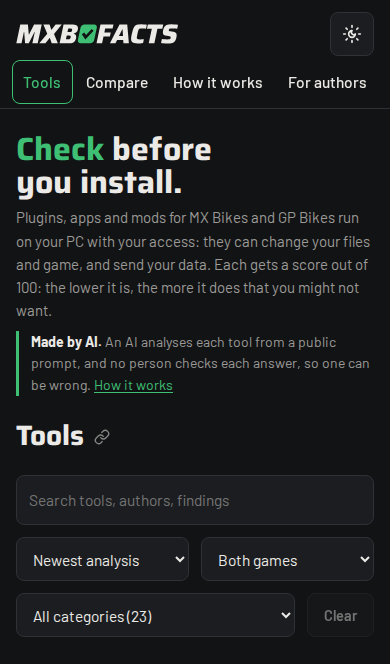 MXBOFACTS
Tools Compare How it works For authors
Check before
you install.
Plugins, apps and mods for MX Bikes and GP Bikes run
on your PC with your access: they can change your files
and game, and send your data. Each gets a score out of
100: the lower it is, the more it does that you might not
want.
Made by AI. An AI analyses each tool from a public
prompt, and no person checks each answer, so one can
be wrong. How it works
Tools
Search tools, authors, findings
Newest analysis Both games
All categories (23) Clear